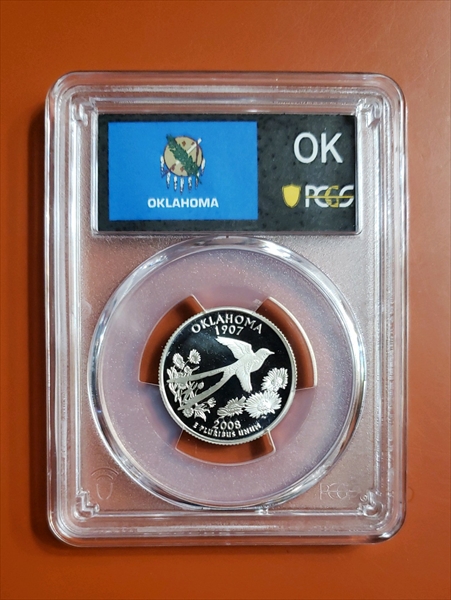 OK
OKLAHOMA
PCGS
OKLAHOMA
1907
2008
E PLURIBUS UNUM